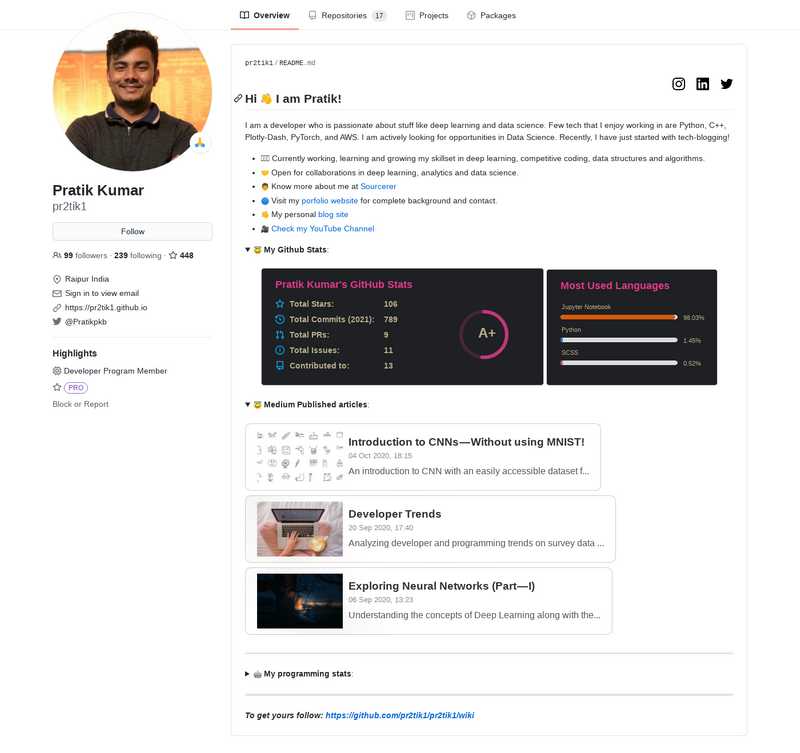 Overview
Repositories 17
Projects
Packages
Pratik Kumar
pr2tik1
Follow
99 followers · 239 following · 448
Raipur India
Sign in to view email
https://pr2tik1.github.io
@Pratikpkb
Highlights
Developer Program Member
PRO
Block or Report
pr2tik1 / README.md
Hi 👋 I am Pratik!
I am a developer who is passionate about stuff like deep learning and data science. Few tech that I enjoy working in are Python, C++,
Plotly-Dash, PyTorch, and AWS. I am actively looking for opportunities in Data Science. Recently, I have just started with tech-blogging!
• Currently working, learning and growing my skillset in deep learning, competitive coding, data structures and algorithms.
• Open for collaborations in deep learning, analytics and data science.
• Know more about me at Sourcerer
• Visit my porfolio website for complete background and contact.
• My personal blog site
• Check my YouTube Channel
▼ My Github Stats:
Pratik Kumar's GitHub Stats
Total Stars: 106
Total Commits (2021): 789
Total PRs: 9
Total Issues: 11
Contributed to: 13
A+
Most Used Languages
Jupyter Notebook
98.03%
Python
1.45%
SCSS
0.52%
▼ Medium Published articles:
Introduction to CNNs — Without using MNIST!
04 Oct 2020, 18:15
An introduction to CNN with an easily accessible dataset f...
Developer Trends
20 Sep 2020, 17:40
Analyzing developer and programming trends on survey data ...
Exploring Neural Networks (Part — I)
06 Sep 2020, 13:23
Understanding the concepts of Deep Learning along with the...
▶ My programming stats:
To get yours follow: https://github.com/pr2tik1/pr2tik1/wiki